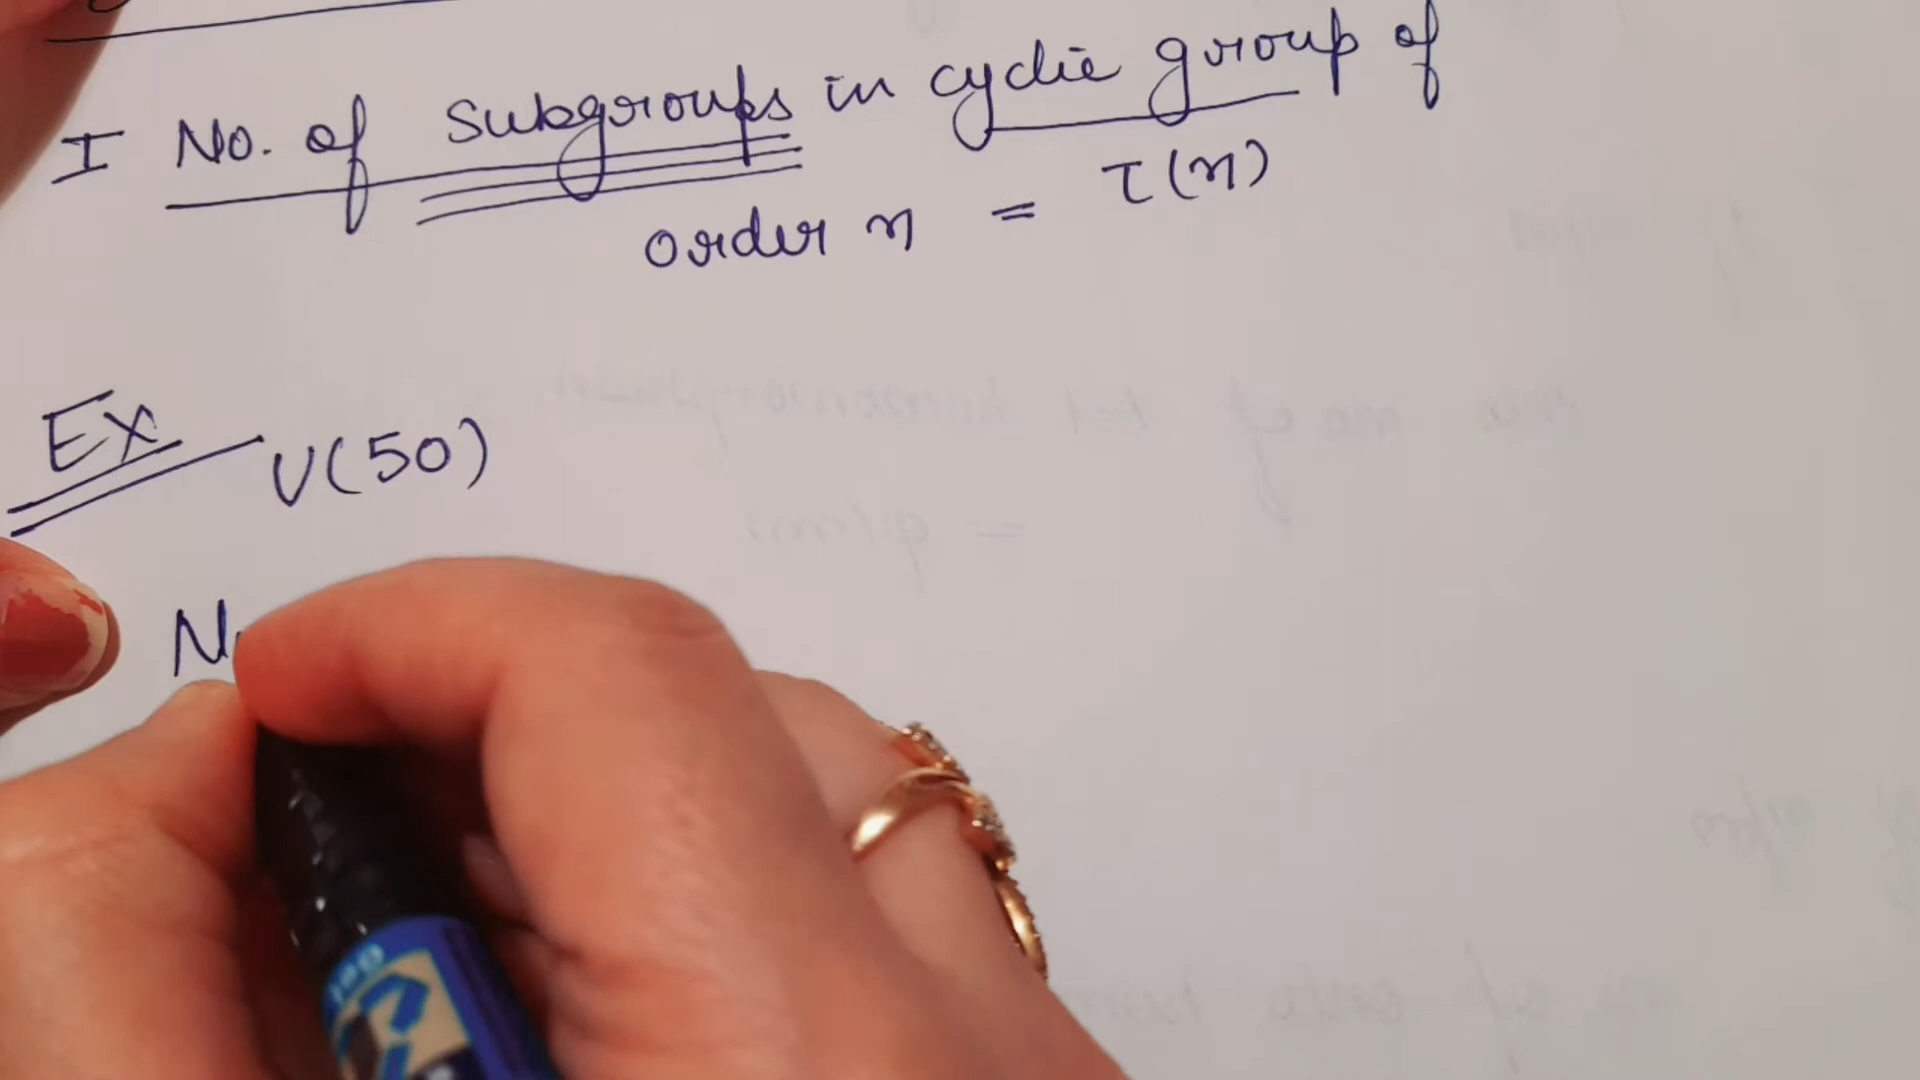 I No. of subgroups in cyclic group of
order n = τ(n)
Ex U(50)
N